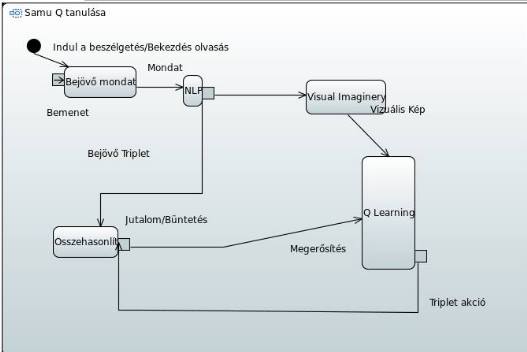 Samu Q tanulása
Indul a beszélgetés/Bekezdés olvasás
Mondat
Bejövő mondat
NLP
Visual Imaginery
Vizuális Kép
Bemenet
Bejövő Triplet
Jutalom/Büntetés
Q Learning
Osszehasonlít
Megerősítés
Triplet akció